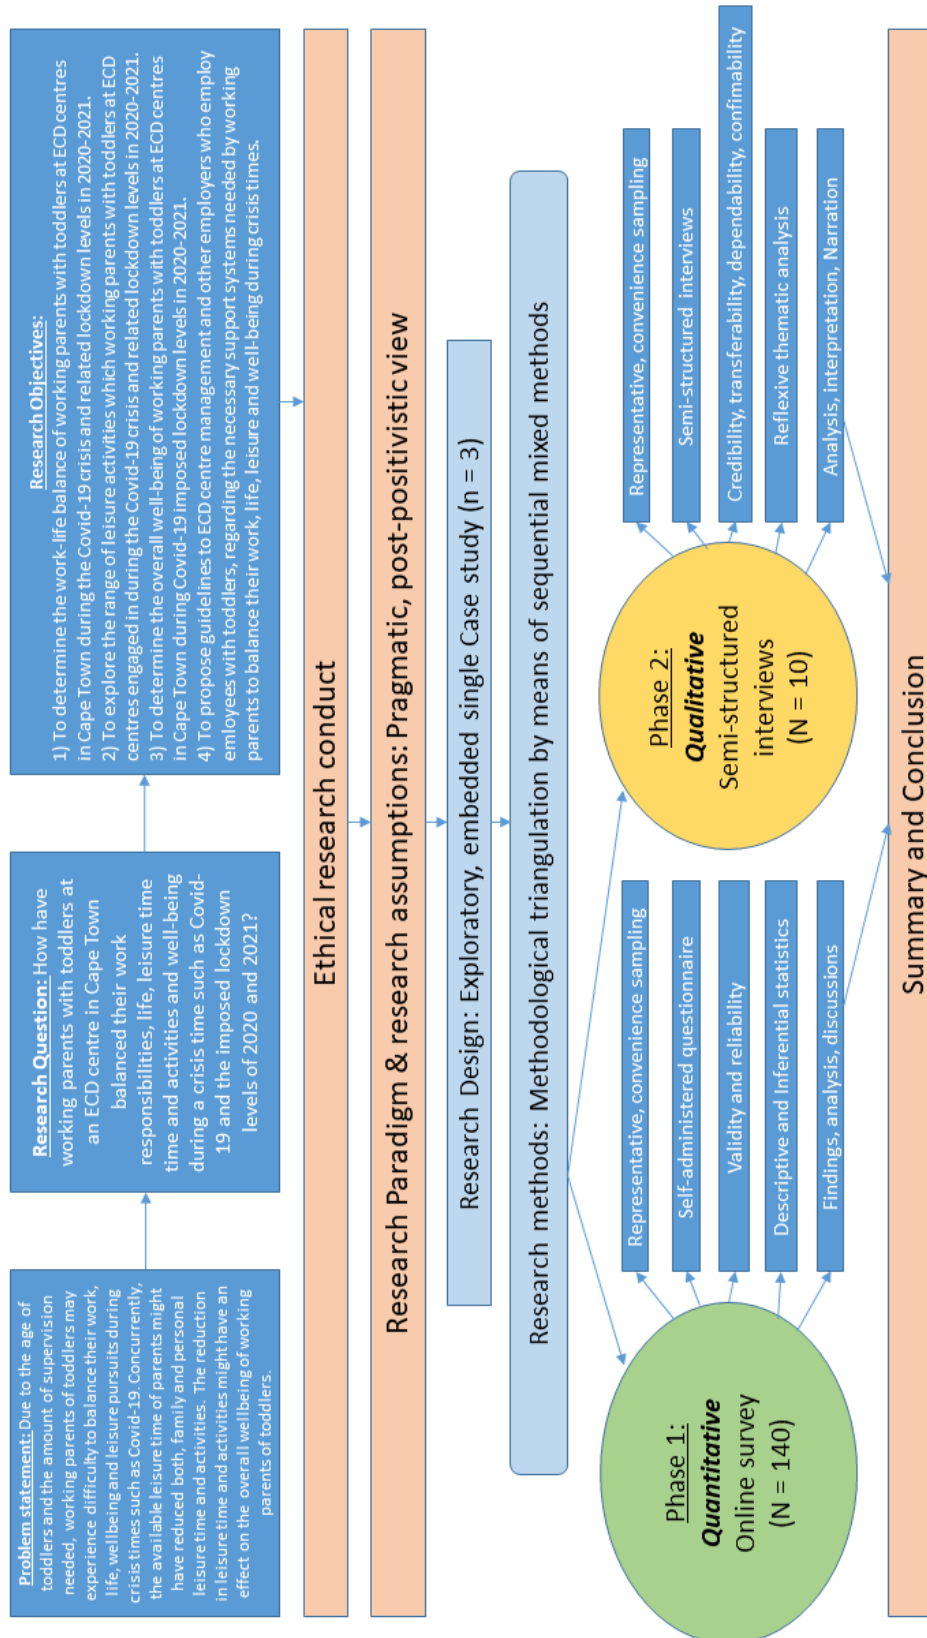 Problem statement: Due to the age of
toddlers and the amount of supervision
needed, working parents of toddlers may
experience difficulty to balance their work,
life, wellbeing and leisure pursuits during
crisis times such as Covid-19. Concurrently,
the available leisure time of parents might
have reduced both, family and personal
leisure time and activities. The reduction
in leisure time and activities might have an
effect on the overall wellbeing of working
parents of toddlers.
Research Question: How have
working parents with toddlers at
an ECD centre in Cape Town
balanced their work
responsibilities, life, leisure time
time and activities and well-being
during a crisis time such as Covid-
19 and the imposed lockdown
levels of 2020 and 2021?
Research Objectives:
1) To determine the work-life balance of working parents with toddlers at ECD centres
in Cape Town during the Covid-19 crisis and related lockdown levels in 2020-2021.
2) To explore the range of leisure activities which working parents with toddlers at ECD
centres engaged in during the Covid-19 crisis and related lockdown levels in 2020-2021.
3) To determine the overall well-being of working parents with toddlers at ECD centres
in Cape Town during Covid-19 imposed lockdown levels in 2020-2021.
4) To propose guidelines to ECD centre management and other employers who employ
employees with toddlers, regarding the necessary support systems needed by working
parents to balance their work, life, leisure and well-being during crisis times.
Ethical research conduct
Research Paradigm & research assumptions: Pragmatic, post-positivistic view
Research Design: Exploratory, embedded single Case study (n = 3)
Research methods: Methodological triangulation by means of sequential mixed methods
Phase 1:
Quantitative
Online survey
(N = 140)
Representative, convenience sampling
Self-administered questionnaire
Validity and reliability
Descriptive and Inferential statistics
Findings, analysis, discussions
Phase 2:
Qualitative
Semi-structured
interviews
(N = 10)
Representative, convenience sampling
Semi-structured interviews
Credibility, transferability, dependability, confimability
Reflexive thematic analysis
Analysis, interpretation, Narration
Summary and Conclusion